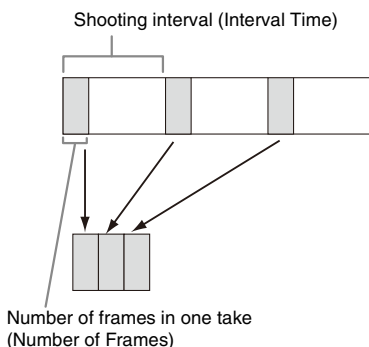 Shooting interval (Interval Time)
Number of frames in one take
(Number of Frames)